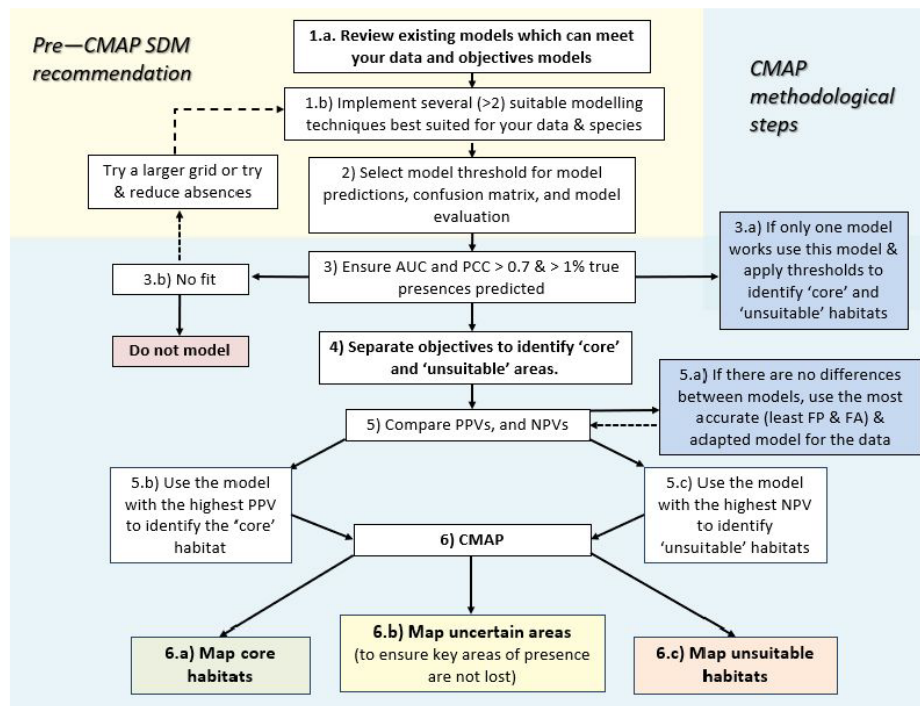 Pre—CMAP SDM
recommendation
1.a. Review existing models which can meet
your data and objectives models
CMAP
methodological
steps
1.b) Implement several (>2) suitable modelling
techniques best suited for your data & species
Try a larger grid or try
& reduce absences
2) Select model threshold for model
predictions, confusion matrix, and model
evaluation
3.a) If only one model
works use this model &
apply thresholds to
identify ‘core’ and
‘unsuitable’ habitats
3.b) No fit
3) Ensure AUC and PCC > 0.7 & > 1% true
presences predicted
Do not model
4) Separate objectives to identify ‘core’
and ‘unsuitable’ areas.
5.a) If there are no differences
between models, use the most
accurate (least FP & FA) &
adapted model for the data
5) Compare PPVs, and NPVs
5.b) Use the model
with the highest PPV
to identify the ‘core’
habitat
5.c) Use the model
with the highest NPV
to identify
‘unsuitable’ habitats
6) CMAP
6.a) Map core
habitats
6.b) Map uncertain areas
(to ensure key areas of presence
are not lost)
6.c) Map unsuitable
habitats